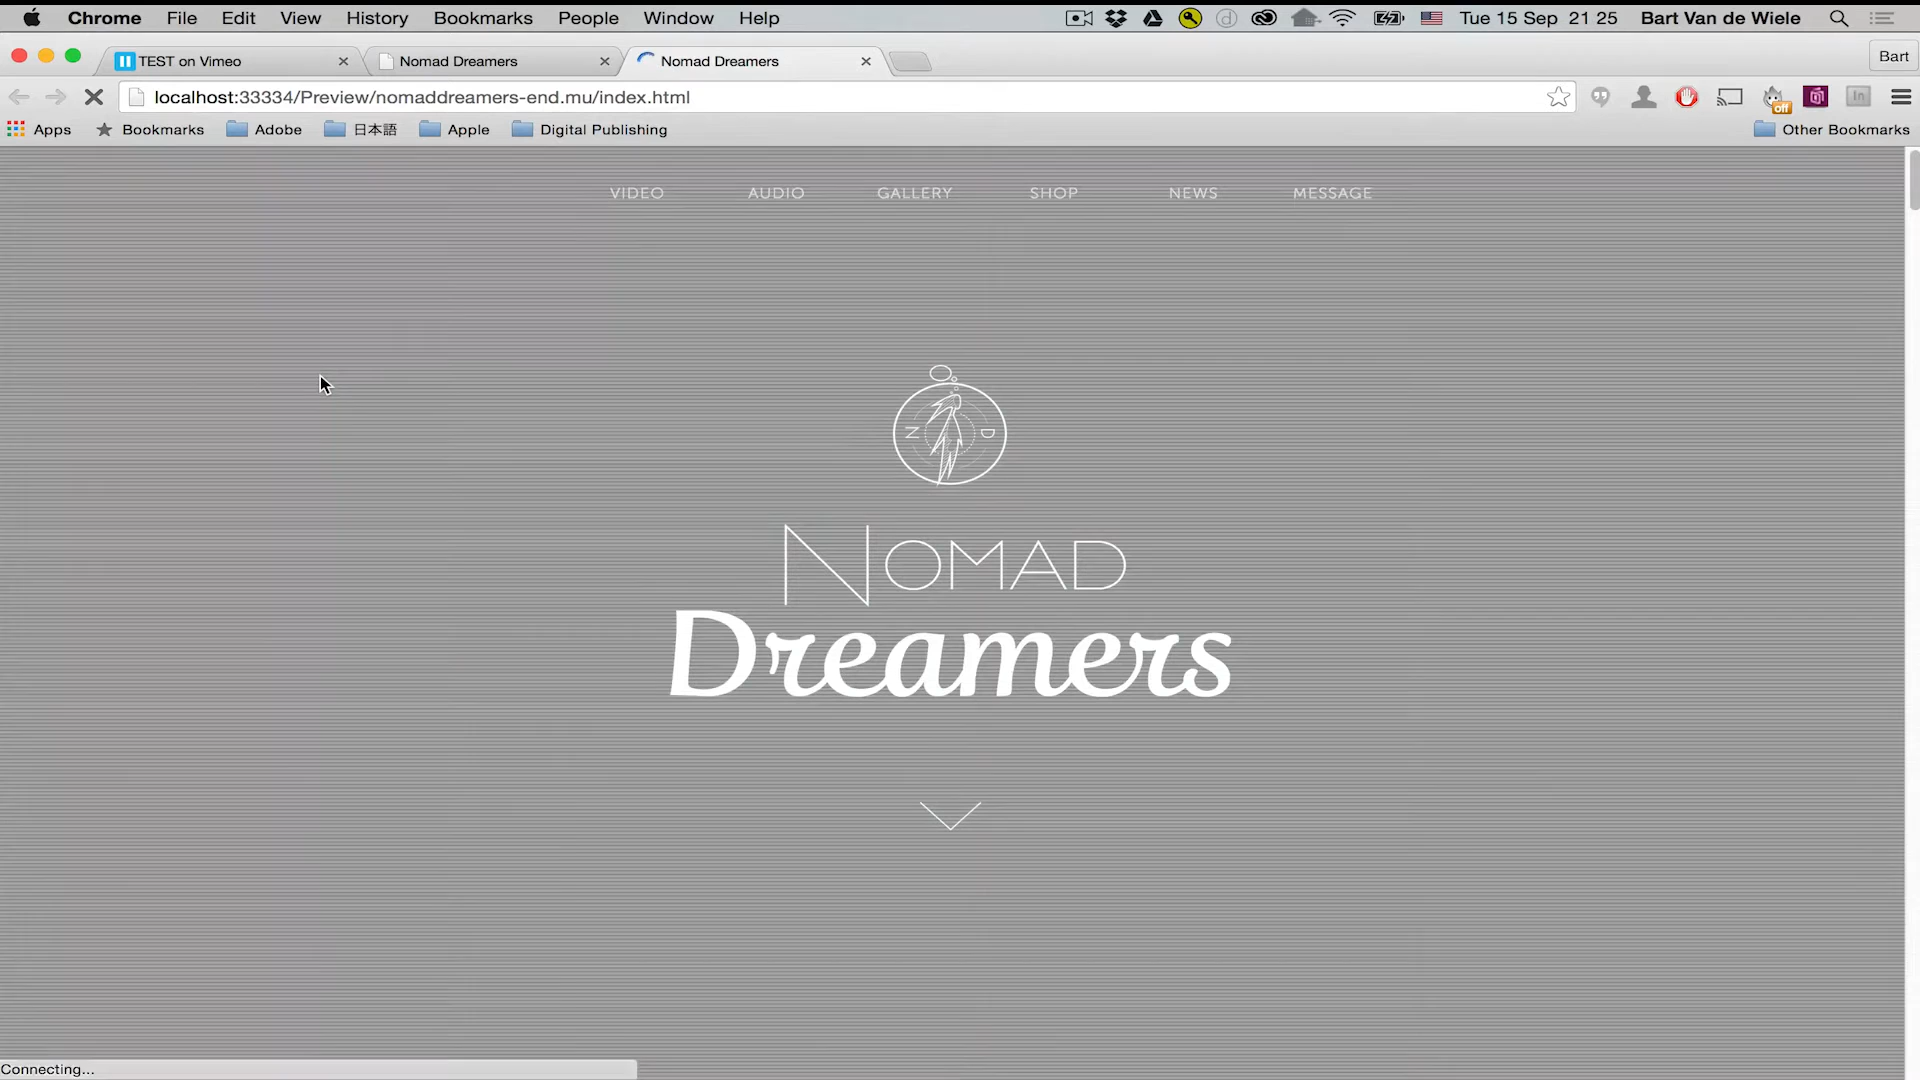 Chrome File Edit View History Bookmarks People Window Help Tue 15 Sep 21 25 Bart Van de Wiele
TEST on Vimeo Nomad Dreamers Nomad Dreamers Bart
localhost:33334/Preview/nomaddreamers-end.mu/index.html
Apps Bookmarks Adobe 日本語 Apple Digital Publishing Other Bookmarks
VIDEO AUDIO GALLERY SHOP NEWS MESSAGE
N D
NOMAD
Dreamers
Connecting...